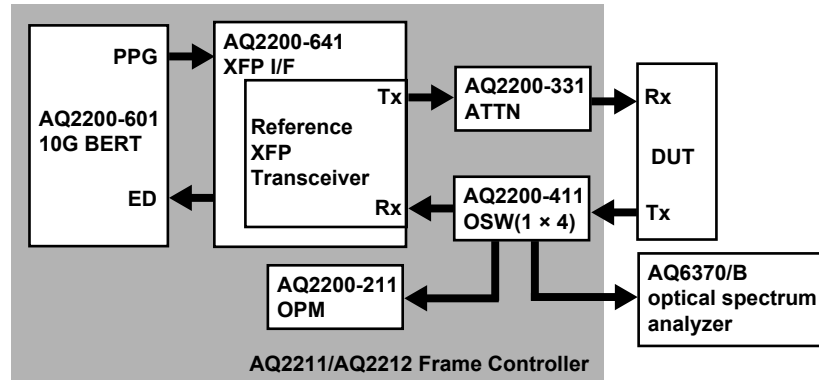 PPG
AQ2200-601
10G BERT
ED
AQ2200-641
XFP I/F
Tx
Reference
XFP
Transceiver
Rx
AQ2200-331
ATTN
Rx
DUT
Tx
AQ2200-411
OSW(1 × 4)
AQ2200-211
OPM
AQ6370/B
optical spectrum
analyzer
AQ2211/AQ2212 Frame Controller